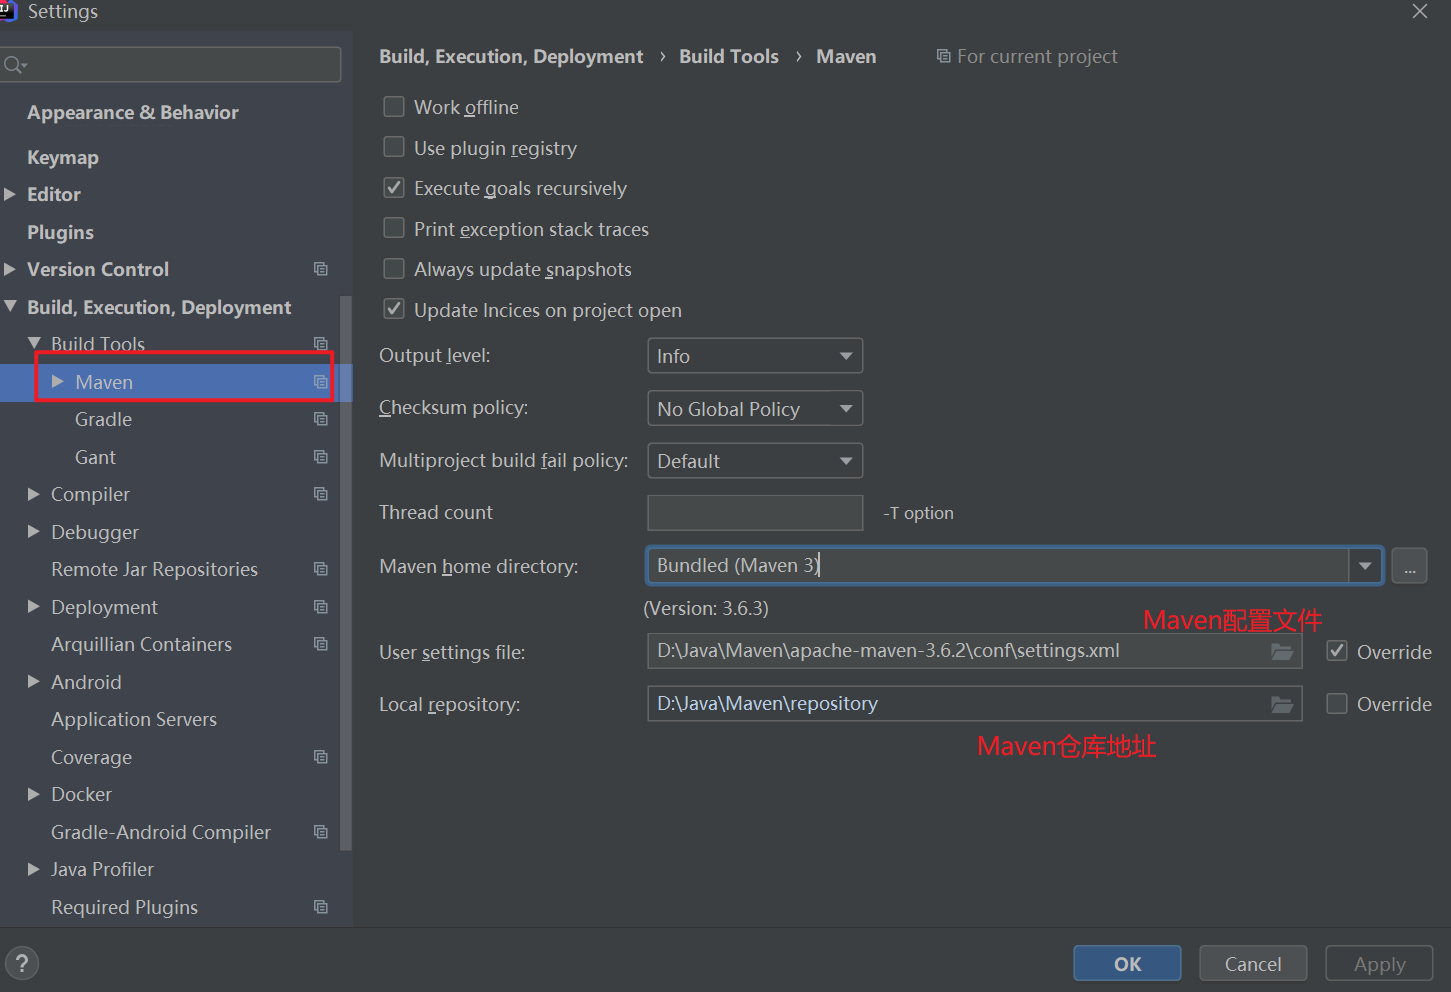 Settings
Build, Execution, Deployment › Build Tools › Maven For current project
Appearance & Behavior
Keymap
Editor
Plugins
Version Control
Build, Execution, Deployment
Build Tools
Maven
Gradle
Gant
Compiler
Debugger
Remote Jar Repositories
Deployment
Arquillian Containers
Android
Application Servers
Coverage
Docker
Gradle-Android Compiler
Java Profiler
Required Plugins
Work offline
Use plugin registry
Execute goals recursively
Print exception stack traces
Always update snapshots
Update Incices on project open
Output level: Info
Checksum policy: No Global Policy
Multiproject build fail policy: Default
Thread count -T option
Maven home directory: Bundled (Maven 3) ...
(Version: 3.6.3)
Maven配置文件
User settings file: D:\Java\Maven\apache-maven-3.6.2\conf\settings.xml Override
Local repository: D:\Java\Maven\repository Override
Maven仓库地址
? OK Cancel Apply